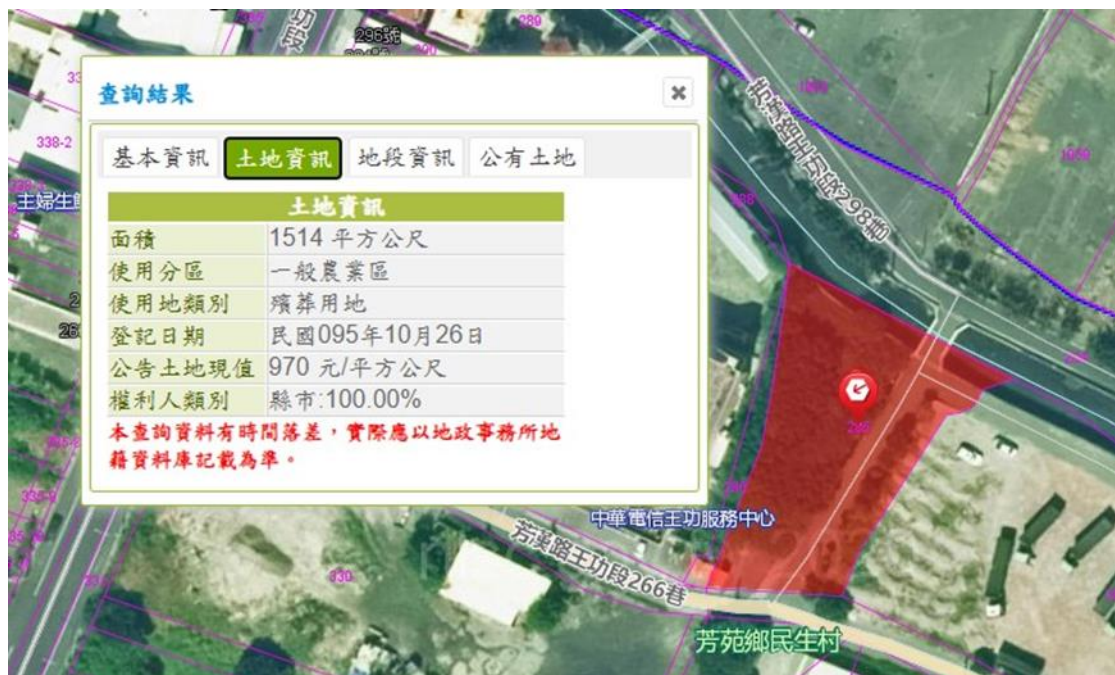 289
296號
338-2
查詢結果
基本資訊 土地資訊 地段資訊 公有土地
土地資訊
面積 1514 平方公尺
使用分區 一般農業區
使用地類別 殯葬用地
登記日期 民國095年10月26日
公告土地現值 970 元/平方公尺
權利人類別 縣市:100.00%
本查詢資料有時間落差，實際應以地政事務所地
籍資料庫記載為準。
芳漢路王功段298巷
中華電信王功服務中心
芳漢路王功段266巷
330
芳苑鄉民生村